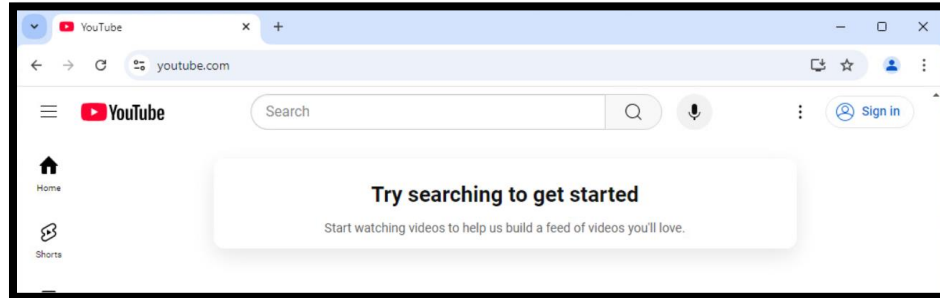 YouTube
youtube.com
YouTube
Search
Sign in
Home
Try searching to get started
Start watching videos to help us build a feed of videos you'll love.
Shorts